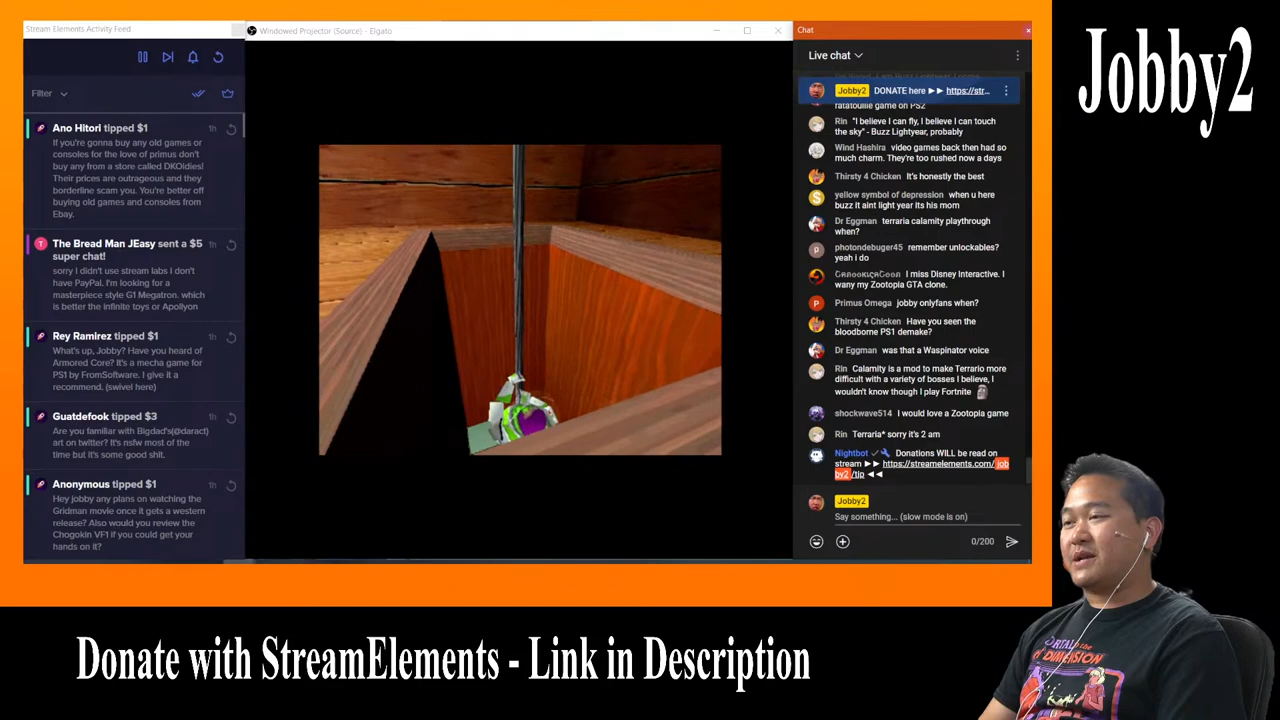 Stream Elements Activity Feed
Filter
Ano Hitori tipped $1
1h
If you're gonna buy any old games or
consoles for the love of primus don't
buy any from a store called DKOldies!
Their prices are outrageous and they
borderline scam you. You're better off
buying old games and consoles from
Ebay.
T
The Bread Man JEasy sent a $5
super chat!
1h
sorry I didn't use stream labs I don't
have PayPal. I'm looking for a
masterpiece style G1 Megatron. which
is better the infinite toys or Apollyon
Rey Ramirez tipped $1
1h
What's up, Jobby? Have you heard of
Armored Core? It's a mecha game for
PS1 by FromSoftware. I give it a
recommend. (swivel here)
Guatdefook tipped $3
1h
Are you familiar with Bigdad's(@daract)
art on twitter? It's nsfw most of the
time but it's some good shit.
Anonymous tipped $1
1h
Hey jobby any plans on watching the
Gridman movie once it gets a western
release? Also would you review the
Chogokin VF1 if you could get your
hands on it?
Windowed Projector (Source) - Elgato
Chat
Live chat
Jobby2 DONATE here ►► https://str...
ratatouille game on PS2
Rin "I believe I can fly, I believe I can touch
the sky" - Buzz Lightyear, probably
Wind Hashira video games back then had so
much charm. They're too rushed now a days
Thirsty 4 Chicken It's honestly the best
yellow symbol of depression when u here
buzz it aint light year its his mom
Dr Eggman terraria calamity playthrough
when?
photondebuger45 remember unlockables?
yeah i do
I miss Disney Interactive. I
wany my Zootopia GTA clone.
Primus Omega jobby onlyfans when?
Thirsty 4 Chicken Have you seen the
bloodborne PS1 demake?
Dr Eggman was that a Waspinator voice
Rin Calamity is a mod to make Terrario more
difficult with a variety of bosses I believe, I
wouldn't know though I play Fortnite
shockwave514 I would love a Zootopia game
Rin Terraria* sorry it's 2 am
Nightbot Donations WILL be read on
stream ►► https://streamelements.com/job
by2/tip ◄◄
Jobby2
Say something... (slow mode is on)
0/200
Jobby2
Donate with StreamElements - Link in Description
DIMENSION